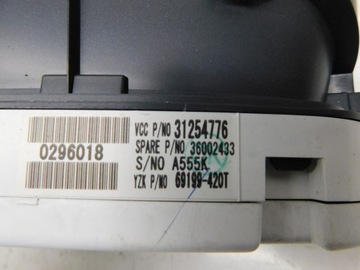 VCC P/NO 31254776
SPARE P/NO 36002433
S/NO A555K
YZK P/NO 69199-420T
0296018